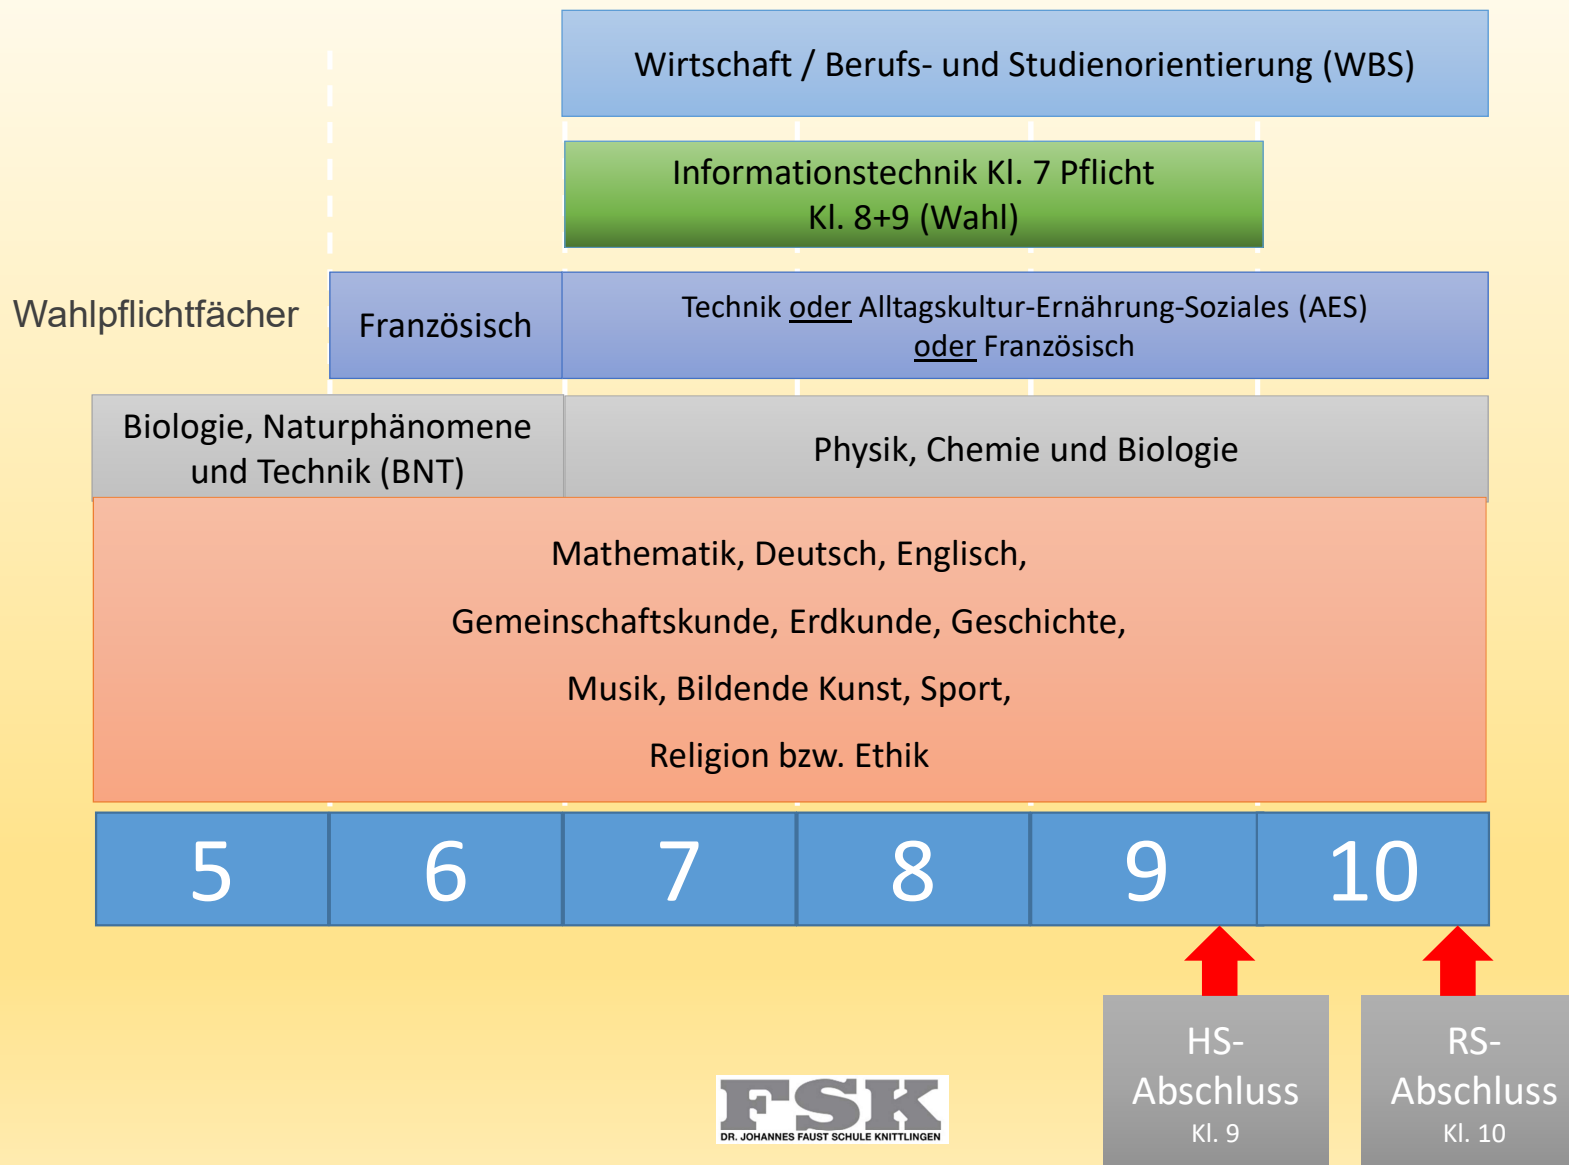 Wirtschaft / Berufs- und Studienorientierung (WBS)
Informationstechnik Kl. 7 Pflicht
Kl. 8+9 (Wahl)
Wahlpflichtfächer
Französisch
Technik oder Alltagskultur-Ernährung-Soziales (AES)
oder Französisch
Biologie, Naturphänomene
und Technik (BNT)
Physik, Chemie und Biologie
Mathematik, Deutsch, Englisch,
Gemeinschaftskunde, Erdkunde, Geschichte,
Musik, Bildende Kunst, Sport,
Religion bzw. Ethik
5
6
7
8
9
10
HS-
Abschluss
Kl. 9
RS-
Abschluss
Kl. 10
FSK
DR. JOHANNES FAUST SCHULE KNITTLINGEN